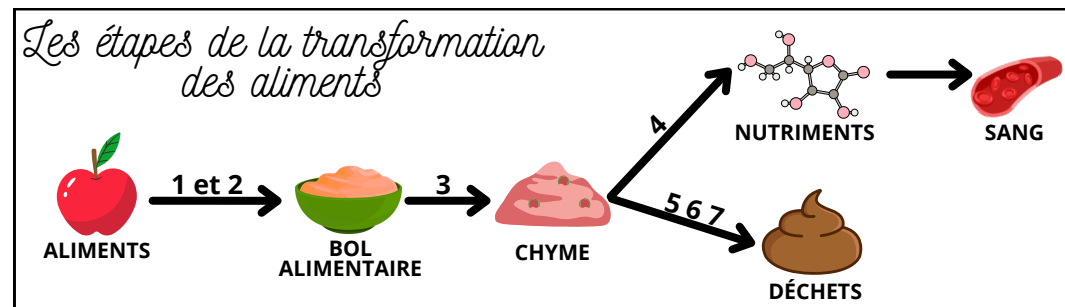 Les étapes de la transformation
des aliments
ALIMENTS
1 et 2
BOL
ALIMENTAIRE
3
CHYME
4
NUTRIMENTS
SANG
5 6 7
DÉCHETS